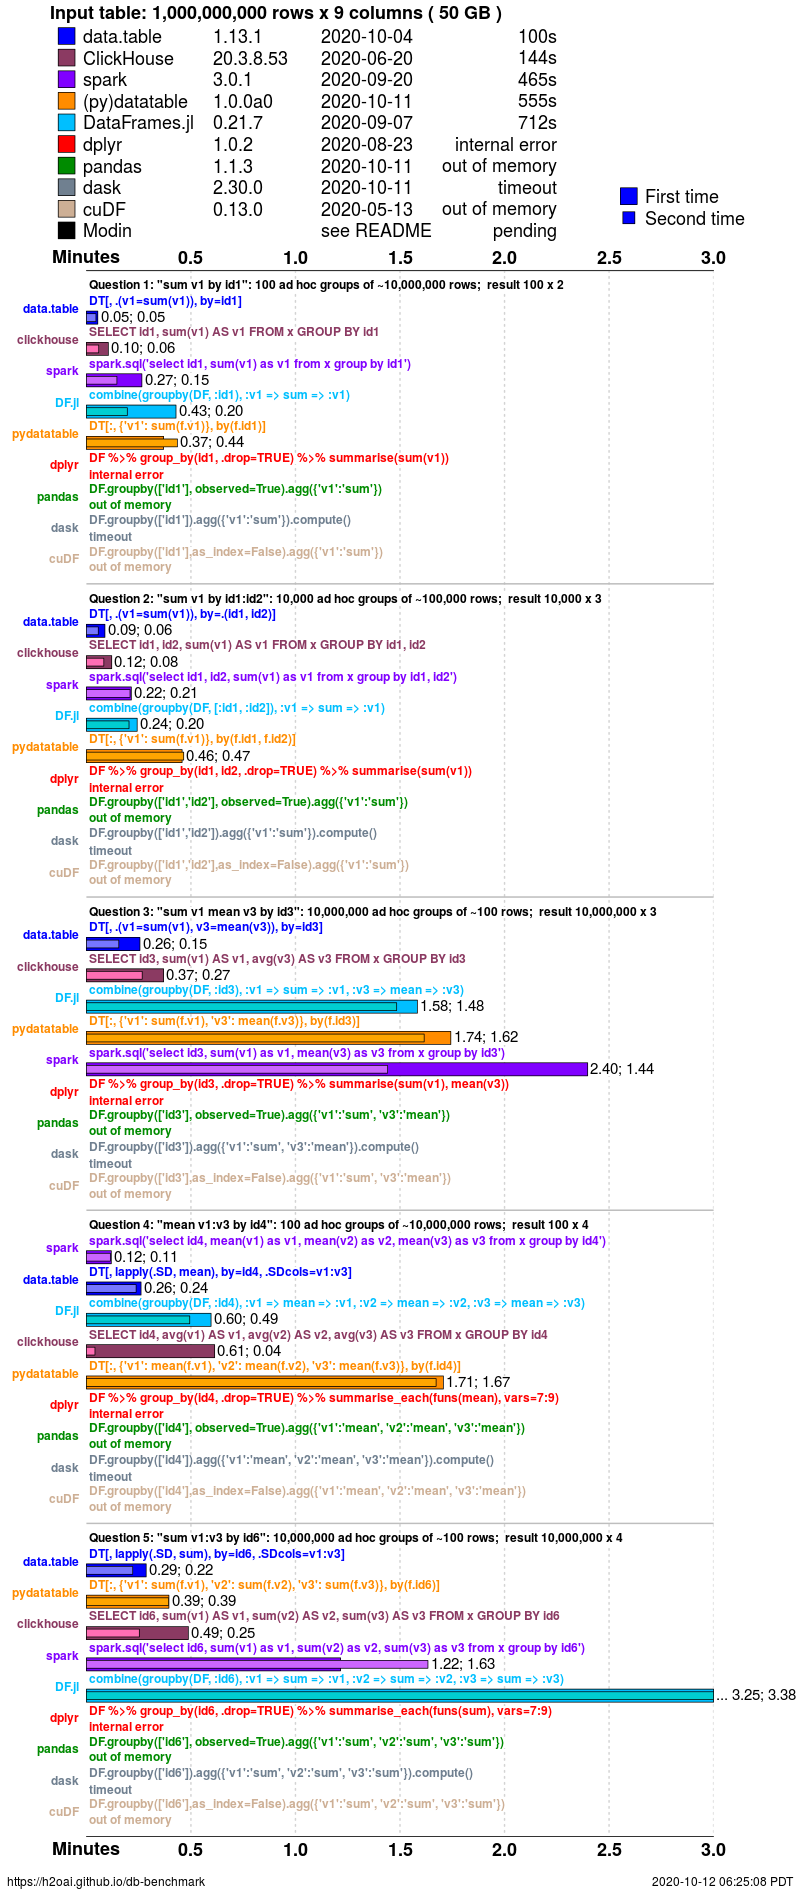 Input table: 1,000,000,000 rows x 9 columns ( 50 GB )
data.table 1.13.1 2020-10-04 100s
ClickHouse 20.3.8.53 2020-06-20 144s
spark 3.0.1 2020-09-20 465s
(py)datatable 1.0.0a0 2020-10-11 555s
DataFrames.jl 0.21.7 2020-09-07 712s
dplyr 1.0.2 2020-08-23 internal error
pandas 1.1.3 2020-10-11 out of memory
dask 2.30.0 2020-10-11 timeout
cuDF 0.13.0 2020-05-13 out of memory
Modin see README pending
First time
Second time
Minutes 0.5 1.0 1.5 2.0 2.5 3.0
Question 1: "sum v1 by id1": 100 ad hoc groups of ~10,000,000 rows;  result 100 x 2
DT[, .(v1=sum(v1)), by=id1]
data.table 0.05; 0.05
SELECT id1, sum(v1) AS v1 FROM x GROUP BY id1
clickhouse 0.10; 0.06
spark.sql('select id1, sum(v1) as v1 from x group by id1')
spark 0.27; 0.15
combine(groupby(DF, :id1), :v1 => sum => :v1)
DF.jl 0.43; 0.20
DT[:, {'v1': sum(f.v1)}, by(f.id1)]
pydatatable 0.37; 0.44
DF %>% group_by(id1, .drop=TRUE) %>% summarise(sum(v1))
dplyr internal error
DF.groupby(['id1'], observed=True).agg({'v1':'sum'})
pandas out of memory
DF.groupby(['id1']).agg({'v1':'sum'}).compute()
dask timeout
DF.groupby(['id1'],as_index=False).agg({'v1':'sum'})
cuDF out of memory
Question 2: "sum v1 by id1:id2": 10,000 ad hoc groups of ~100,000 rows;  result 10,000 x 3
DT[, .(v1=sum(v1)), by=.(id1, id2)]
data.table 0.09; 0.06
SELECT id1, id2, sum(v1) AS v1 FROM x GROUP BY id1, id2
clickhouse 0.12; 0.08
spark.sql('select id1, id2, sum(v1) as v1 from x group by id1, id2')
spark 0.22; 0.21
combine(groupby(DF, [:id1, :id2]), :v1 => sum => :v1)
DF.jl 0.24; 0.20
DT[:, {'v1': sum(f.v1)}, by(f.id1, f.id2)]
pydatatable 0.46; 0.47
DF %>% group_by(id1, id2, .drop=TRUE) %>% summarise(sum(v1))
dplyr internal error
DF.groupby(['id1','id2'], observed=True).agg({'v1':'sum'})
pandas out of memory
DF.groupby(['id1','id2']).agg({'v1':'sum'}).compute()
dask timeout
DF.groupby(['id1','id2'],as_index=False).agg({'v1':'sum'})
cuDF out of memory
Question 3: "sum v1 mean v3 by id3": 10,000,000 ad hoc groups of ~100 rows;  result 10,000,000 x 3
DT[, .(v1=sum(v1), v3=mean(v3)), by=id3]
data.table 0.26; 0.15
SELECT id3, sum(v1) AS v1, avg(v3) AS v3 FROM x GROUP BY id3
clickhouse 0.37; 0.27
combine(groupby(DF, :id3), :v1 => sum => :v1, :v3 => mean => :v3)
DF.jl 1.58; 1.48
DT[:, {'v1': sum(f.v1), 'v3': mean(f.v3)}, by(f.id3)]
pydatatable 1.74; 1.62
spark.sql('select id3, sum(v1) as v1, mean(v3) as v3 from x group by id3')
spark 2.40; 1.44
DF %>% group_by(id3, .drop=TRUE) %>% summarise(sum(v1), mean(v3))
dplyr internal error
DF.groupby(['id3'], observed=True).agg({'v1':'sum', 'v3':'mean'})
pandas out of memory
DF.groupby(['id3']).agg({'v1':'sum', 'v3':'mean'}).compute()
dask timeout
DF.groupby(['id3'],as_index=False).agg({'v1':'sum', 'v3':'mean'})
cuDF out of memory
Question 4: "mean v1:v3 by id4": 100 ad hoc groups of ~10,000,000 rows;  result 100 x 4
spark.sql('select id4, mean(v1) as v1, mean(v2) as v2, mean(v3) as v3 from x group by id4')
spark 0.12; 0.11
DT[, lapply(.SD, mean), by=id4, .SDcols=v1:v3]
data.table 0.26; 0.24
combine(groupby(DF, :id4), :v1 => mean => :v1, :v2 => mean => :v2, :v3 => mean => :v3)
DF.jl 0.60; 0.49
SELECT id4, avg(v1) AS v1, avg(v2) AS v2, avg(v3) AS v3 FROM x GROUP BY id4
clickhouse 0.61; 0.04
DT[:, {'v1': mean(f.v1), 'v2': mean(f.v2), 'v3': mean(f.v3)}, by(f.id4)]
pydatatable 1.71; 1.67
DF %>% group_by(id4, .drop=TRUE) %>% summarise_each(funs(mean), vars=7:9)
dplyr internal error
DF.groupby(['id4'], observed=True).agg({'v1':'mean', 'v2':'mean', 'v3':'mean'})
pandas out of memory
DF.groupby(['id4']).agg({'v1':'mean', 'v2':'mean', 'v3':'mean'}).compute()
dask timeout
DF.groupby(['id4'],as_index=False).agg({'v1':'mean', 'v2':'mean', 'v3':'mean'})
cuDF out of memory
Question 5: "sum v1:v3 by id6": 10,000,000 ad hoc groups of ~100 rows;  result 10,000,000 x 4
DT[, lapply(.SD, sum), by=id6, .SDcols=v1:v3]
data.table 0.29; 0.22
DT[:, {'v1': sum(f.v1), 'v2': sum(f.v2), 'v3': sum(f.v3)}, by(f.id6)]
pydatatable 0.39; 0.39
SELECT id6, sum(v1) AS v1, sum(v2) AS v2, sum(v3) AS v3 FROM x GROUP BY id6
clickhouse 0.49; 0.25
spark.sql('select id6, sum(v1) as v1, sum(v2) as v2, sum(v3) as v3 from x group by id6')
spark 1.22; 1.63
combine(groupby(DF, :id6), :v1 => sum => :v1, :v2 => sum => :v2, :v3 => sum => :v3)
DF.jl ... 3.25; 3.38
DF %>% group_by(id6, .drop=TRUE) %>% summarise_each(funs(sum), vars=7:9)
dplyr internal error
DF.groupby(['id6'], observed=True).agg({'v1':'sum', 'v2':'sum', 'v3':'sum'})
pandas out of memory
DF.groupby(['id6']).agg({'v1':'sum', 'v2':'sum', 'v3':'sum'}).compute()
dask timeout
DF.groupby(['id6'],as_index=False).agg({'v1':'sum', 'v2':'sum', 'v3':'sum'})
cuDF out of memory
Minutes 0.5 1.0 1.5 2.0 2.5 3.0
https://h2oai.github.io/db-benchmark 2020-10-12 06:25:08 PDT